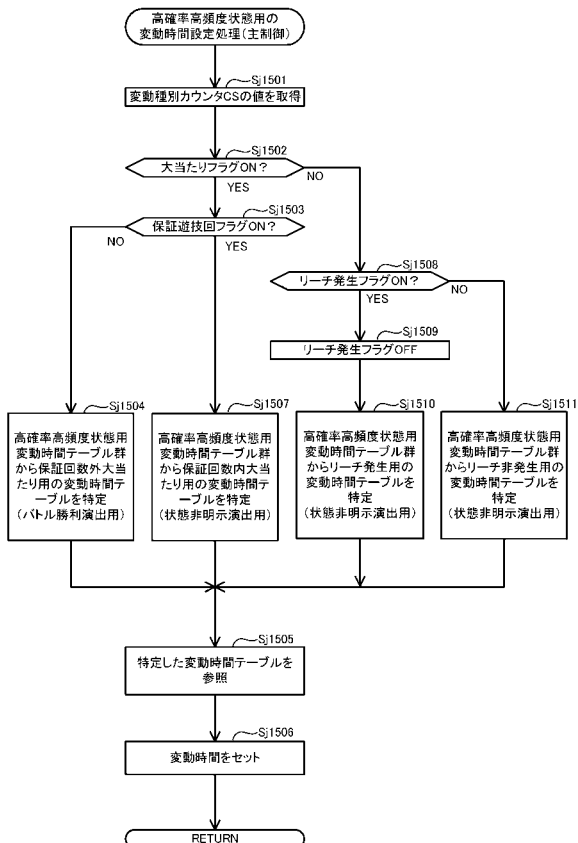 高確率高頻度状態用の
変動時間設定処理(主制御)
Sj1501
変動種別カウンタCSの値を取得
Sj1502
大当たりフラグON?
NO
YES
Sj1503
保証遊技回フラグON?
NO
YES
Sj1508
リーチ発生フラグON?
NO
YES
Sj1509
リーチ発生フラグOFF
Sj1504
高確率高頻度状態用
変動時間テーブル群
から保証回数外大当
たり用の変動時間テ
ーブルを特定
(バトル勝利演出用)
Sj1507
高確率高頻度状態用
変動時間テーブル群
から保証回数内大当
たり用の変動時間テ
ーブルを特定
(状態非明示演出用)
Sj1510
高確率高頻度状態用
変動時間テーブル群
からリーチ発生用の
変動時間テーブルを
特定
(状態非明示演出用)
Sj1511
高確率高頻度状態用
変動時間テーブル群
からリーチ非発生用の
変動時間テーブルを
特定
(状態非明示演出用)
Sj1505
特定した変動時間テーブルを
参照
Sj1506
変動時間をセット
RETURN